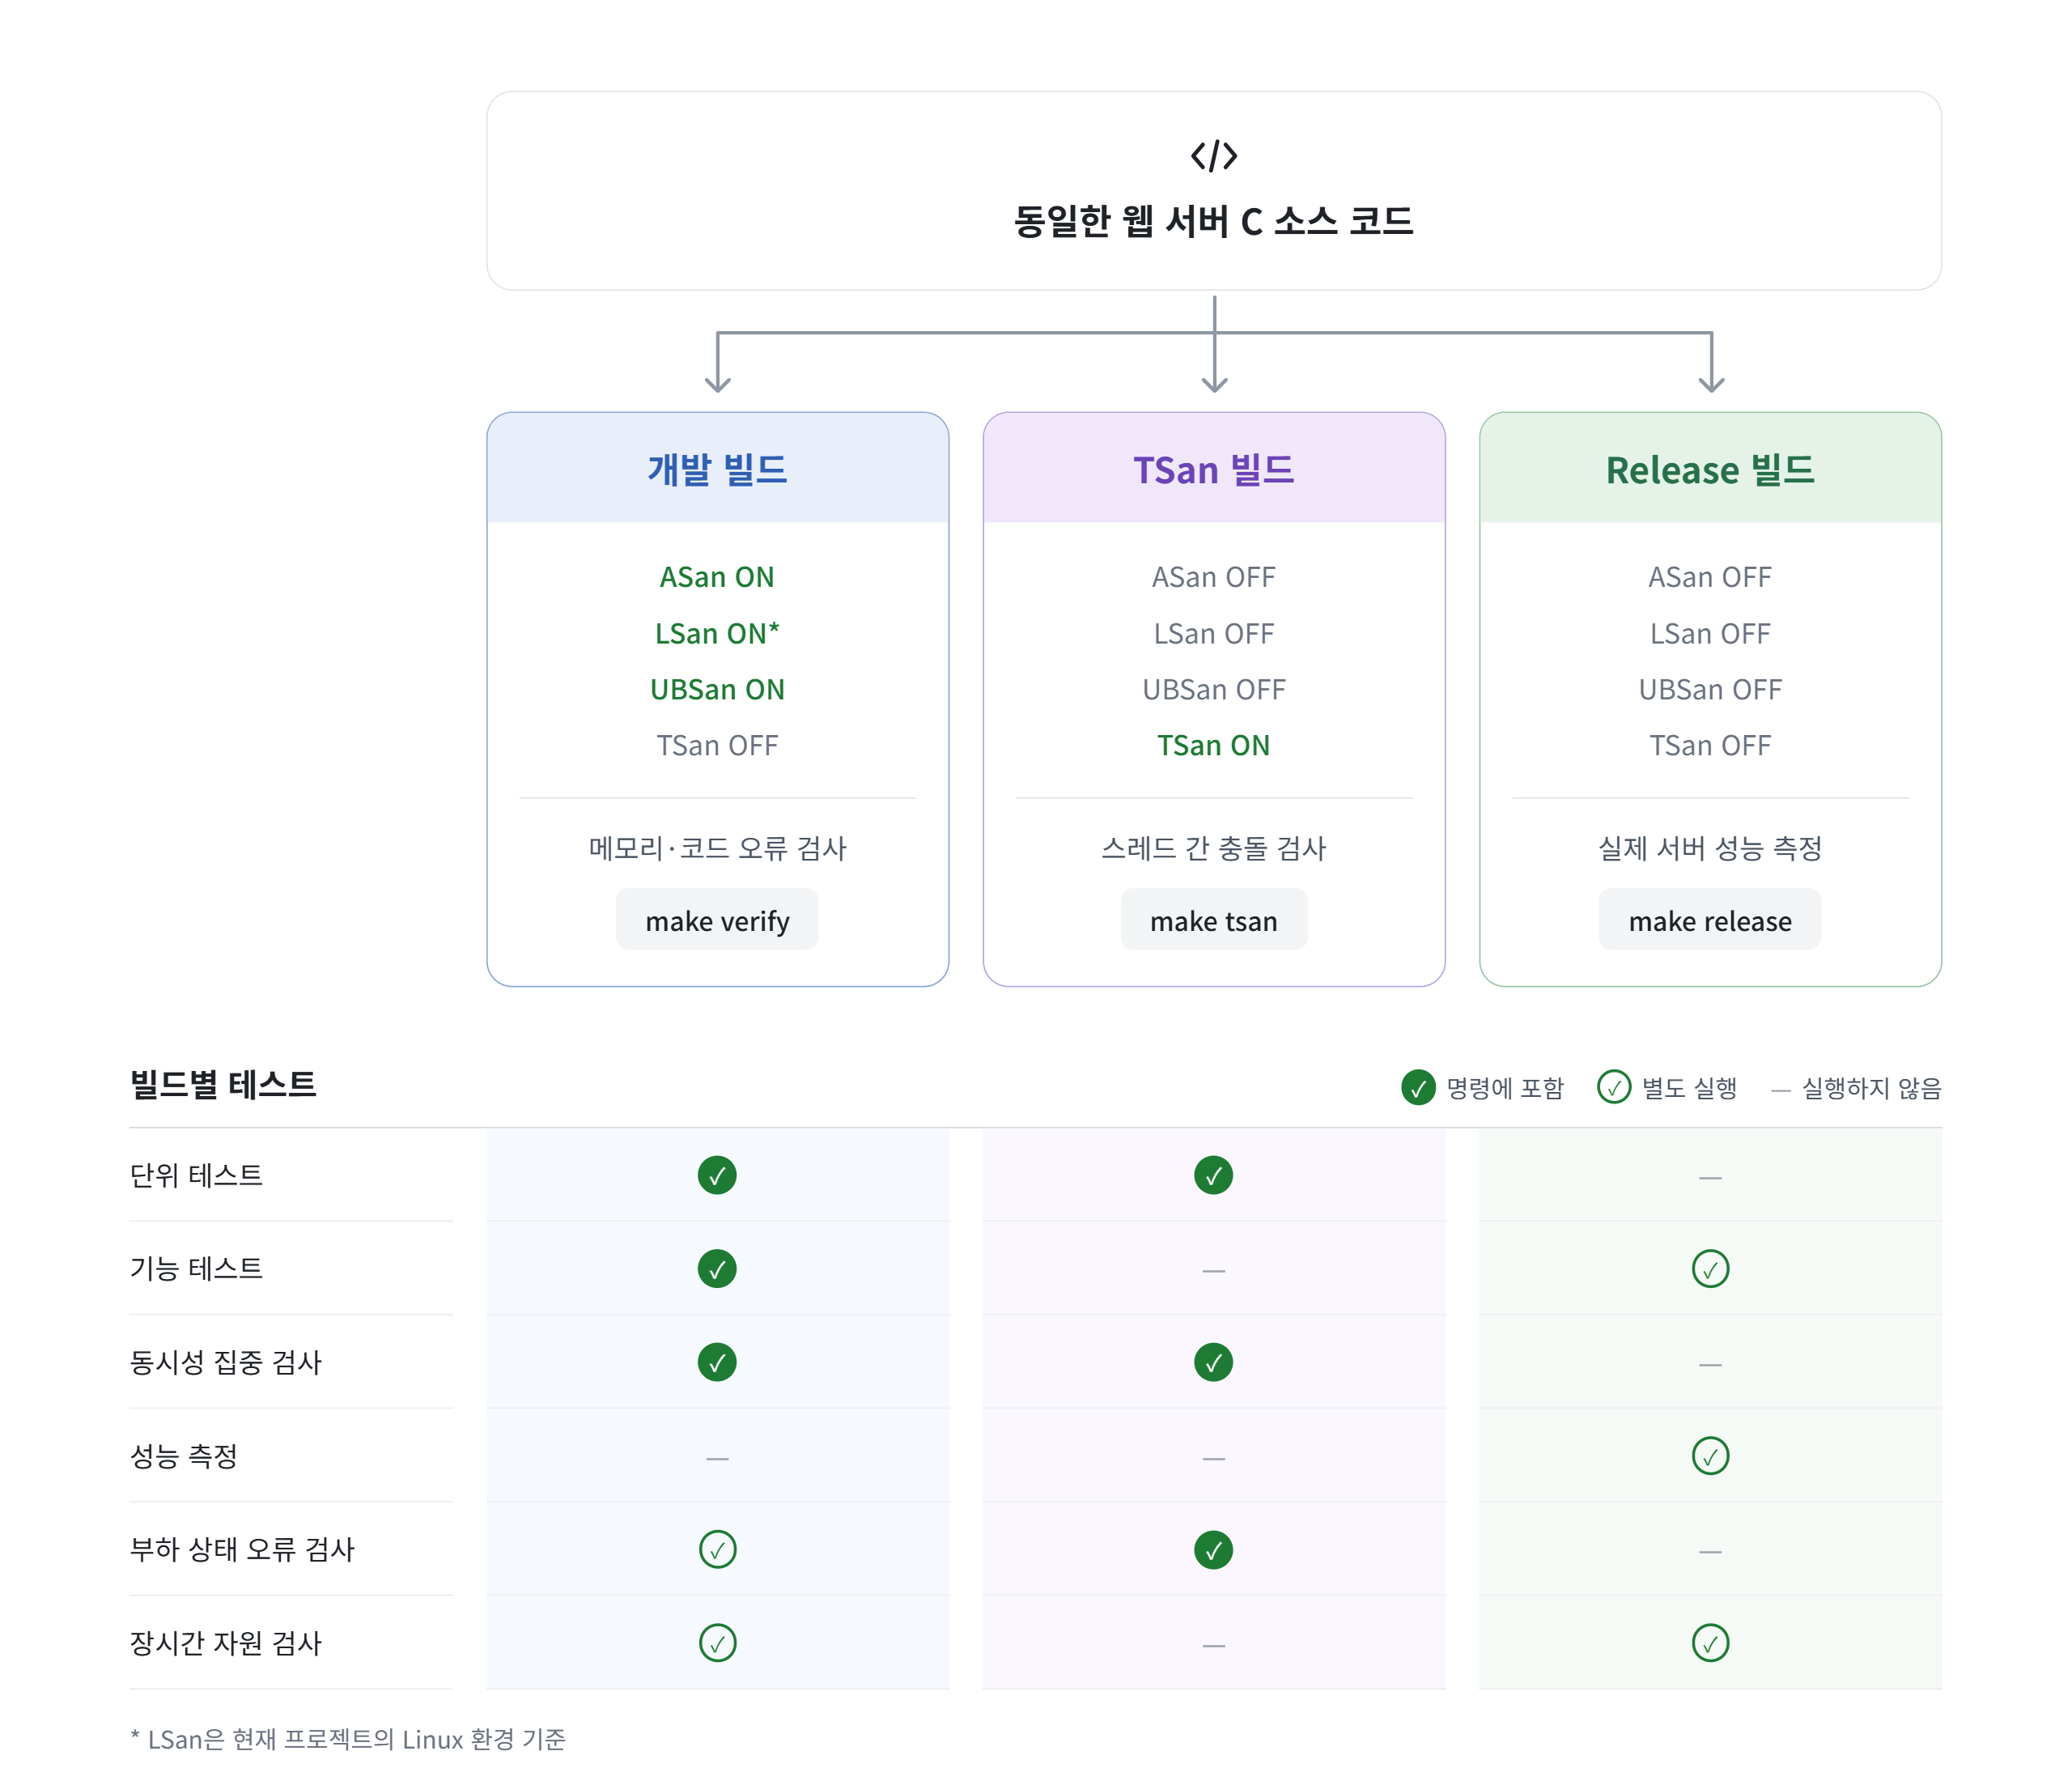 동일한 웹 서버 C 소스 코드
개발 빌드
ASan ON
LSan ON*
UBSan ON
TSan OFF
메모리·코드 오류 검사
make verify
TSan 빌드
ASan OFF
LSan OFF
UBSan OFF
TSan ON
스레드 간 충돌 검사
make tsan
Release 빌드
ASan OFF
LSan OFF
UBSan OFF
TSan OFF
실제 서버 성능 측정
make release
빌드별 테스트
✓ 명령에 포함 ✓ 별도 실행 — 실행하지 않음
단위 테스트 ✓ ✓ —
기능 테스트 ✓ — ✓
동시성 집중 검사 ✓ ✓ —
성능 측정 — — ✓
부하 상태 오류 검사 ✓ ✓ —
장시간 자원 검사 ✓ — ✓
* LSan은 현재 프로젝트의 Linux 환경 기준